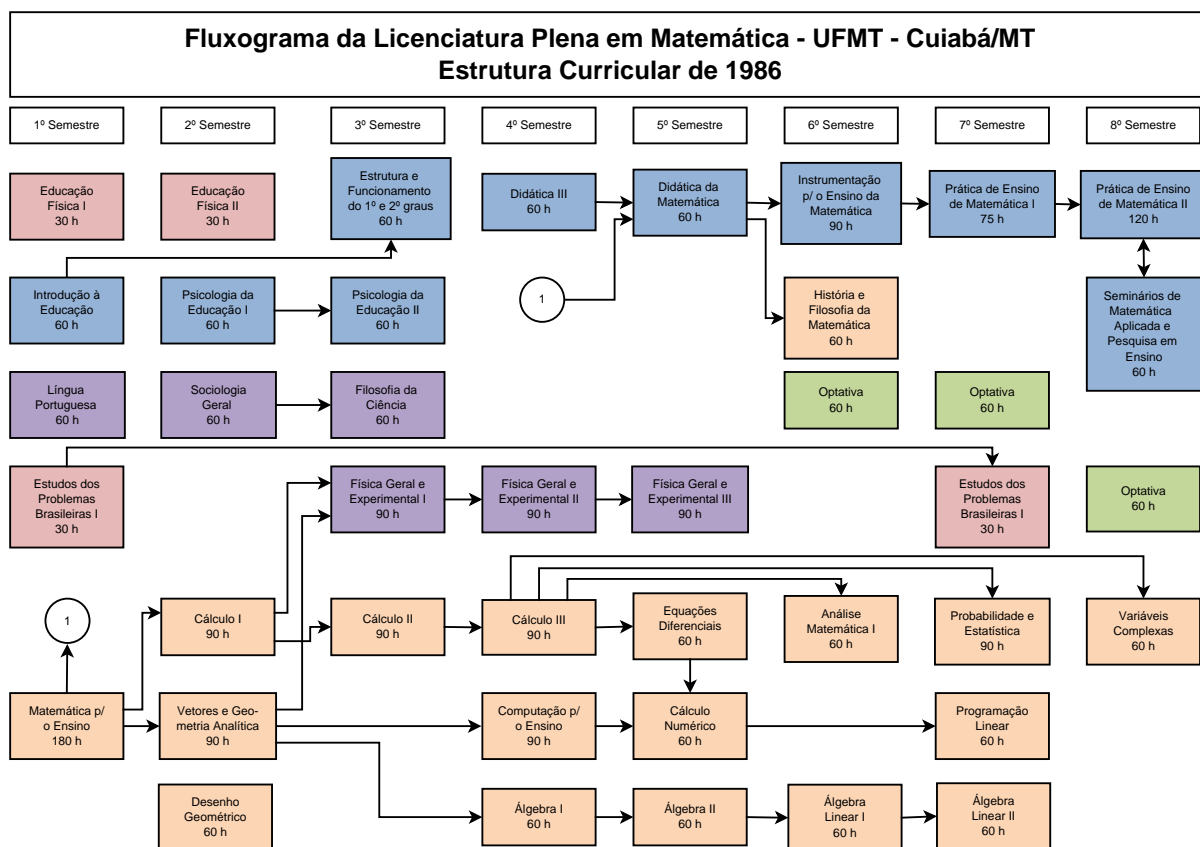 Fluxograma da Licenciatura Plena em Matemática - UFMT - Cuiabá/MT
Estrutura Curricular de 1986
1º Semestre
2º Semestre
3º Semestre
4º Semestre
5º Semestre
6º Semestre
7º Semestre
8º Semestre
Educação
Física I
30 h
Educação
Física II
30 h
Estrutura e
Funcionamento
do 1º e 2º graus
60 h
Didática III
60 h
Didática da
Matemática
60 h
Instrumentação
p/ o Ensino da
Matemática
90 h
Prática de Ensino
de Matemática I
75 h
Prática de Ensino
de Matemática II
120 h
Introdução à
Educação
60 h
Psicologia da
Educação I
60 h
Psicologia da
Educação II
60 h
1
História e
Filosofia da
Matemática
60 h
Seminários de
Matemática
Aplicada e
Pesquisa em
Ensino
60 h
Língua
Portuguesa
60 h
Sociologia
Geral
60 h
Filosofia da
Ciência
60 h
Optativa
60 h
Optativa
60 h
Estudos dos
Problemas
Brasileiras I
30 h
Física Geral e
Experimental I
90 h
Física Geral e
Experimental II
90 h
Física Geral e
Experimental III
90 h
Estudos dos
Problemas
Brasileiras I
30 h
Optativa
60 h
1
Cálculo I
90 h
Cálculo II
90 h
Cálculo III
90 h
Equações
Diferenciais
60 h
Análise
Matemática I
60 h
Probabilidade e
Estatística
90 h
Variáveis
Complexas
60 h
Matemática p/
o Ensino
180 h
Vetores e Geo-
metria Analítica
90 h
Computação p/
o Ensino
90 h
Cálculo
Numérico
60 h
Programação
Linear
60 h
Desenho
Geométrico
60 h
Álgebra I
60 h
Álgebra II
60 h
Álgebra
Linear I
60 h
Álgebra
Linear II
60 h